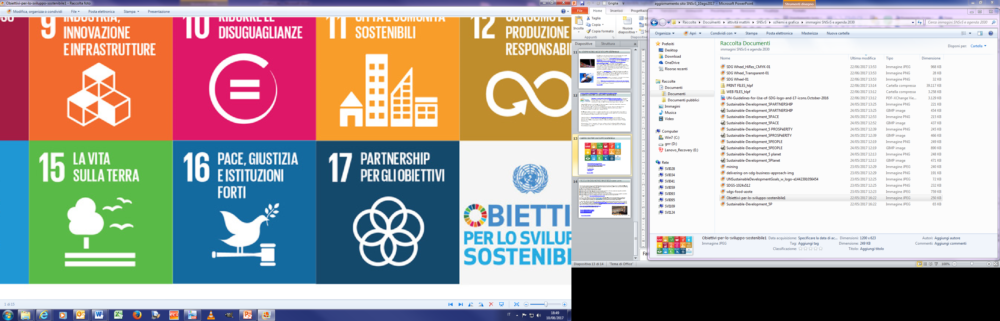 Obiettivi-per-lo-sviluppo-sostenibile1 - Raccolta foto
Modifica, organizza o condividi File Posta elettronica Stampa Presentazione
9 INDUSTRIA,
INNOVAZIONE
E INFRASTRUTTURE
10 RIDURRE LE
DISUGUAGLIANZE
11 CITTÀ E COMUNITÀ
SOSTENIBILI
12 CONSUMO E
PRODUZIONE
RESPONSABI
15 LA VITA
SULLA TERRA
16 PACE, GIUSTIZIA
E ISTITUZIONI
FORTI
17 PARTNERSHIP
PER GLI OBIETTIVI
OBIETTI
PER LO SVILUP
SOSTENIBI
1 di 15
IT
18:49
10/08/2017
Griglia
aggiornamento sito SNSvS_10ago2017 - Microsoft PowerPoint
Strumenti disegno
File Home Inserisci Progettazi
Incolla
Taglia
Copia
Copia formato
Appunti
Nuova
diapositiva
Diapositive
Diapositive Struttura
11
12
13
14
Diapositiva 13 di 14 "Tema di Office"
100%
Raccolte Documenti attività mattm SNSvS schemi e grafica immagini SNSvS e agenda 2030
Cerca immagini SNSvS e agenda 2030
Organizza Apri Condividi con Stampa Posta elettronica Masterizza Nuova cartella
Preferiti
Desktop
Download
OneDrive
Risorse recenti
Raccolte
Documenti
Documenti
Documenti pubblici
Immagini
Musica
Video
Computer
Win7 (C:)
grrr (D:)
Lenovo_Recovery (E:)
Rete
SVI028
SVI034
SVI041
SVI059
SVI093
SVI095
SVI109
SVI124
Raccolta Documenti
immagini SNSvS e agenda 2030
Disponi per: Cartella
Nome Ultima modifica Tipo Dimensione
SDG Wheel_HiRes_CMYK-01 22/06/2017 13:53 Immagine JPEG 968 KB
SDG Wheel_Transparent-01 22/06/2017 13:53 Immagine PNG 28 KB
SDG Wheel-01 22/06/2017 13:53 Immagine PNG 32 KB
PRINT FILES_hlpf 22/06/2017 13:14 Cartella compressa 39.117 KB
WEB FILES_hlpf 22/06/2017 13:12 Cartella compressa 3.258 KB
UN-Guidelines-for-Use-of-SDG-logo-and-17-icons.October-2016 22/06/2017 13:12 PDF-XChange Vie... 3.129 KB
Sustainable-Development_5PARTNERSHIP 24/05/2017 13:25 Immagine PNG 221 KB
Sustainable-Development_5PARTNERSHIP 24/05/2017 13:25 GIMP image 454 KB
Sustainable-Development_5PACE 24/05/2017 12:53 Immagine PNG 215 KB
Sustainable-Development_5PACE 24/05/2017 12:52 GIMP image 437 KB
Sustainable-Development_5 PROSPèERITY 24/05/2017 12:39 Immagine PNG 245 KB
Sustainable-Development_5PROSPèERITY 24/05/2017 12:39 GIMP image 466 KB
Sustainable-Development_5PEOPLE 24/05/2017 12:19 Immagine PNG 249 KB
Sustainable-Development_5PEOPLE 24/05/2017 12:19 GIMP image 890 KB
Sustainable-Development_5 planet 24/05/2017 12:13 Immagine PNG 248 KB
Sustainable-Development_5Planet 24/05/2017 12:13 GIMP image 471 KB
mining 23/05/2017 12:29 Immagine JPEG 240 KB
delivering-on-sdg-business-approach-img 23/05/2017 12:29 Immagine PNG 191 KB
UNSustainableDevelopmentGoals_w_logo-e1442391056454 23/05/2017 12:25 Immagine JPEG 72 KB
SDGS-1024x512 23/05/2017 12:25 Immagine PNG 232 KB
sdgs-food-azote 23/05/2017 12:23 Immagine JPEG 759 KB
Obiettivi-per-lo-sviluppo-sostenibile1 22/05/2017 16:22 Immagine JPEG 250 KB
Sustainable-Development_5P 22/05/2017 16:22 Immagine JPEG 65 KB
Obiettivi-per-lo-sviluppo-sostenibile1 Data acquisizione: Specificare la data di ac... Dimensioni: 1200 x 623 Autori: Aggiungi autore
Immagine JPEG Tag: Aggiungi tag Dimensione: 249 KB Commenti: Aggiungi commenti
Classificazione: Titolo: Aggiungi titolo